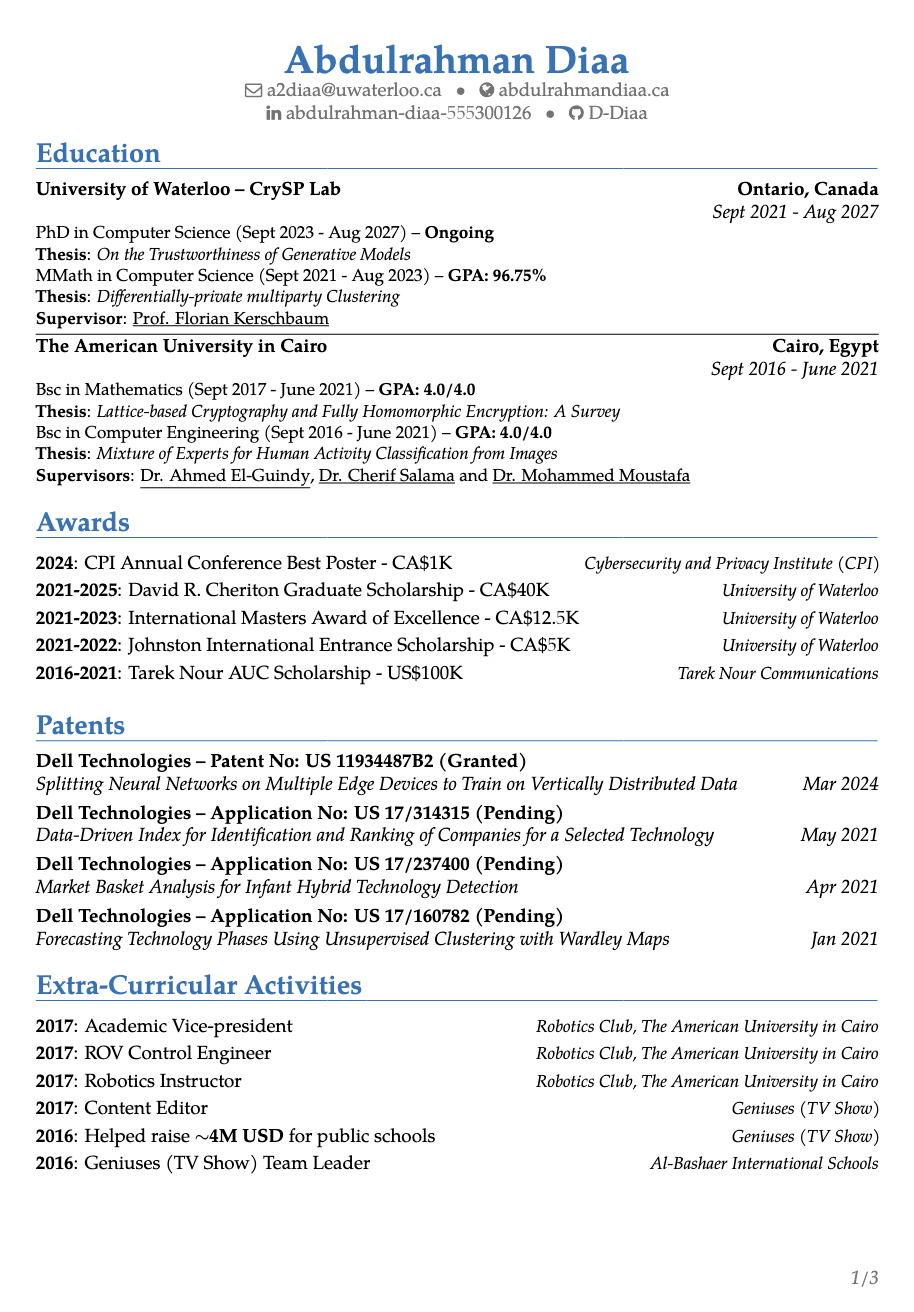 Abdulrahman Diaa
a2diaa@uwaterloo.ca • abdulrahmandiaa.ca
abdulrahman-diaa-555300126 • D-Diaa
Education
University of Waterloo – CrySP Lab Ontario, Canada
Sept 2021 - Aug 2027
PhD in Computer Science (Sept 2023 - Aug 2027) – Ongoing
Thesis: On the Trustworthiness of Generative Models
MMath in Computer Science (Sept 2021 - Aug 2023) – GPA: 96.75%
Thesis: Differentially-private multiparty Clustering
Supervisor: Prof. Florian Kerschbaum
The American University in Cairo Cairo, Egypt
Sept 2016 - June 2021
Bsc in Mathematics (Sept 2017 - June 2021) – GPA: 4.0/4.0
Thesis: Lattice-based Cryptography and Fully Homomorphic Encryption: A Survey
Bsc in Computer Engineering (Sept 2016 - June 2021) – GPA: 4.0/4.0
Thesis: Mixture of Experts for Human Activity Classification from Images
Supervisors: Dr. Ahmed El-Guindy, Dr. Cherif Salama and Dr. Mohammed Moustafa
Awards
2024: CPI Annual Conference Best Poster - CA$1K Cybersecurity and Privacy Institute (CPI)
2021-2025: David R. Cheriton Graduate Scholarship - CA$40K University of Waterloo
2021-2023: International Masters Award of Excellence - CA$12.5K University of Waterloo
2021-2022: Johnston International Entrance Scholarship - CA$5K University of Waterloo
2016-2021: Tarek Nour AUC Scholarship - US$100K Tarek Nour Communications
Patents
Dell Technologies – Patent No: US 11934487B2 (Granted)
Splitting Neural Networks on Multiple Edge Devices to Train on Vertically Distributed Data Mar 2024
Dell Technologies – Application No: US 17/314315 (Pending)
Data-Driven Index for Identification and Ranking of Companies for a Selected Technology May 2021
Dell Technologies – Application No: US 17/237400 (Pending)
Market Basket Analysis for Infant Hybrid Technology Detection Apr 2021
Dell Technologies – Application No: US 17/160782 (Pending)
Forecasting Technology Phases Using Unsupervised Clustering with Wardley Maps Jan 2021
Extra-Curricular Activities
2017: Academic Vice-president Robotics Club, The American University in Cairo
2017: ROV Control Engineer Robotics Club, The American University in Cairo
2017: Robotics Instructor Robotics Club, The American University in Cairo
2017: Content Editor Geniuses (TV Show)
2016: Helped raise ~4M USD for public schools Geniuses (TV Show)
2016: Geniuses (TV Show) Team Leader Al-Bashaer International Schools
1/3